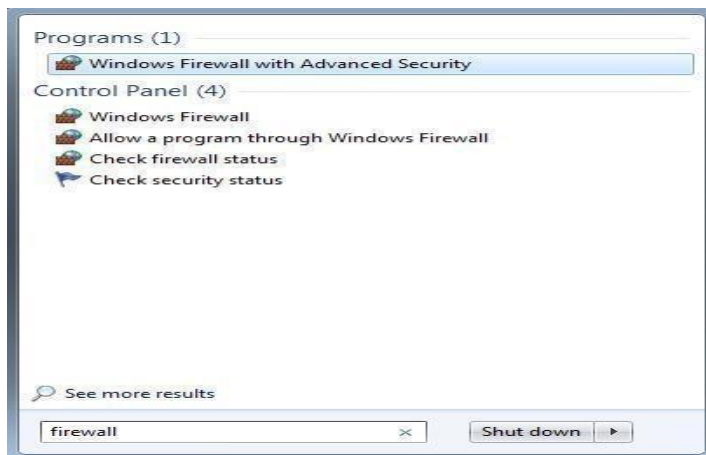 Programs (1)
Windows Firewall with Advanced Security
Control Panel (4)
Windows Firewall
Allow a program through Windows Firewall
Check firewall status
Check security status
See more results
firewall
Shut down